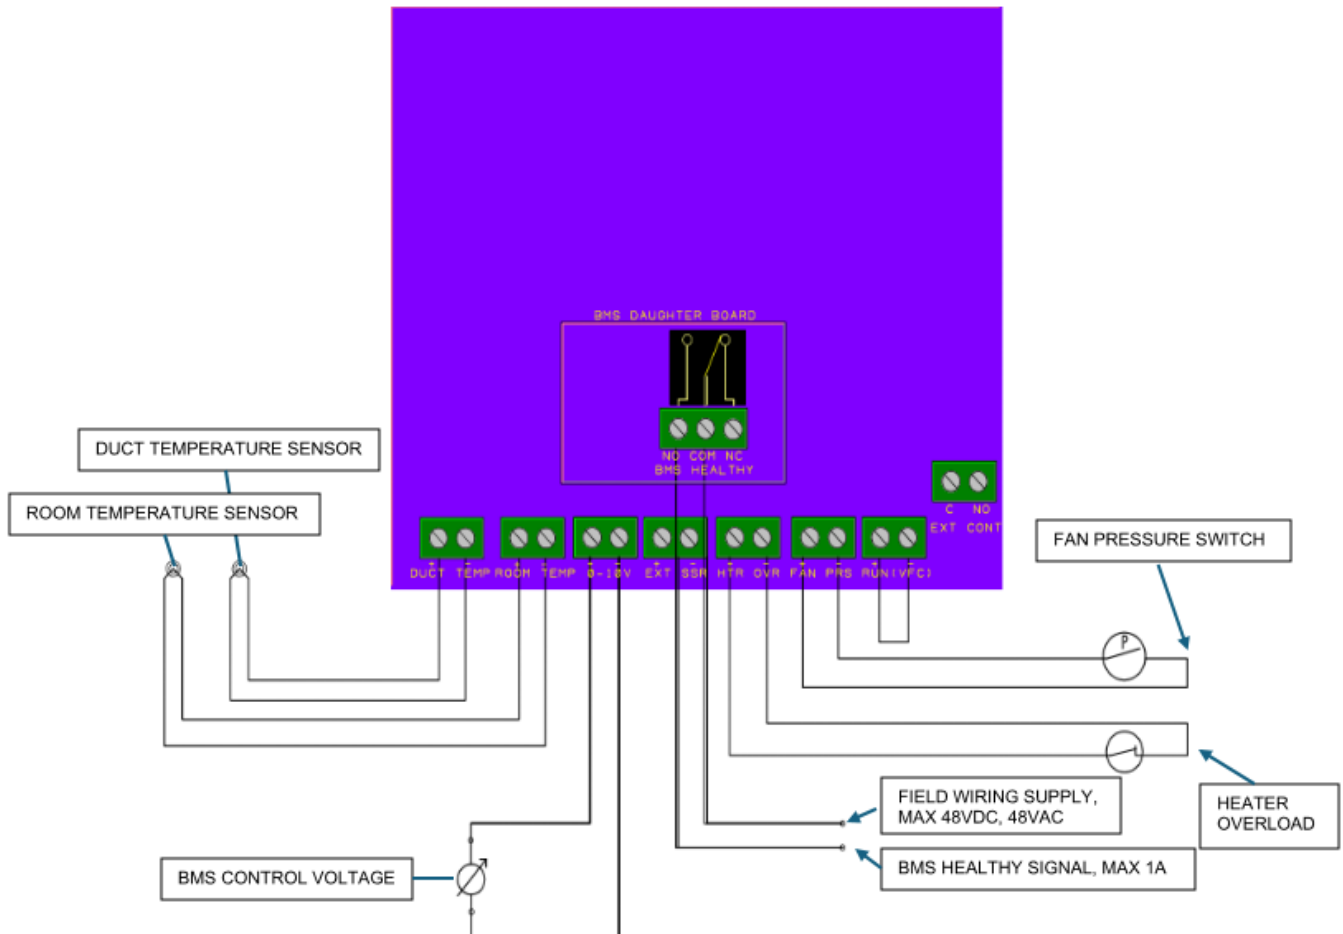 BMS DAUGHTER BOARD
NO COM NC
BMS HEALTHY
DUCT TEMPERATURE SENSOR
ROOM TEMPERATURE SENSOR
C NO
EXT CONT
FAN PRESSURE SWITCH
+ - + - + - + - + - + - + -
DUCT TEMP ROOM TEMP 0-10V EXT SSR HTR OVR FAN PRS RUN(VFC)
P
FIELD WIRING SUPPLY,
MAX 48VDC, 48VAC
HEATER
OVERLOAD
BMS HEALTHY SIGNAL, MAX 1A
BMS CONTROL VOLTAGE